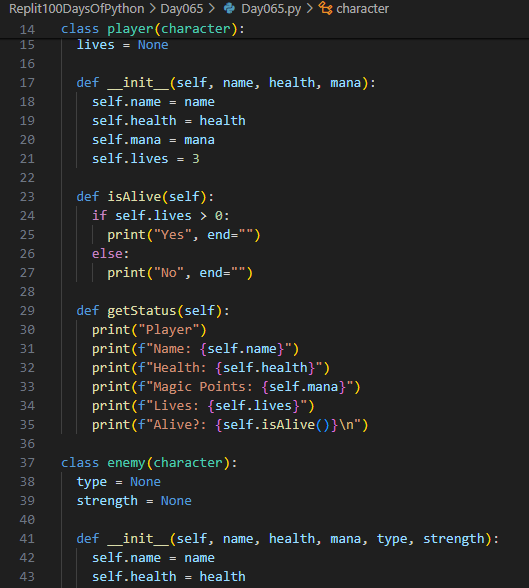 Replit100DaysOfPython > Day065 > Day065.py > character
14 class player(character):
15 lives = None
16
17 def __init__(self, name, health, mana):
18 self.name = name
19 self.health = health
20 self.mana = mana
21 self.lives = 3
22
23 def isAlive(self):
24 if self.lives > 0:
25 print("Yes", end="")
26 else:
27 print("No", end="")
28
29 def getStatus(self):
30 print("Player")
31 print(f"Name: {self.name}")
32 print(f"Health: {self.health}")
33 print(f"Magic Points: {self.mana}")
34 print(f"Lives: {self.lives}")
35 print(f"Alive?: {self.isAlive()}\n")
36
37 class enemy(character):
38 type = None
39 strength = None
40
41 def __init__(self, name, health, mana, type, strength):
42 self.name = name
43 self.health = health